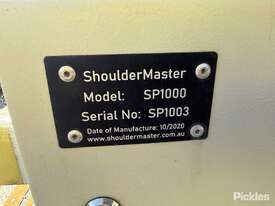 ShoulderMaster
Model: SP1000
Serial No: SP1003
Date of Manufacture: 10/2020
www.shouldermaster.com.au
Pickles